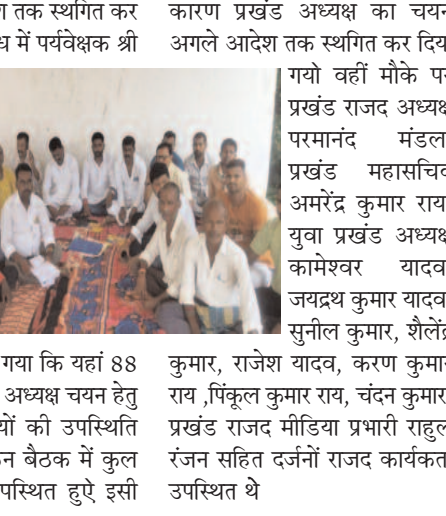 तक स्थगित कर
में पर्यवेक्षक श्री
गया कि यहां 88
अध्यक्ष चयन हेतु
की उपस्थिति
बैठक में कुल
हुऐ इसी
कारण प्रखंड अध्यक्ष का चयन
अगले आदेश तक स्थगित कर दिया
गयो वहीं मौके पर
प्रखंड राजद अध्यक्ष
परमानंद मंडल
प्रखंड महासचिव
अमरेंद्र कुमार राय
युवा प्रखंड अध्यक्ष
कामेश्वर यादव
जयद्रथ कुमार यादव
सुनील कुमार, शैलेंद्र
कुमार, राजेश यादव, करण कुमार
राय ,पिंकूल कुमार राय, चंदन कुमार
प्रखंड राजद मीडिया प्रभारी राहुल
रंजन सहित दर्जनों राजद कार्यकर्ता
उपस्थित थे